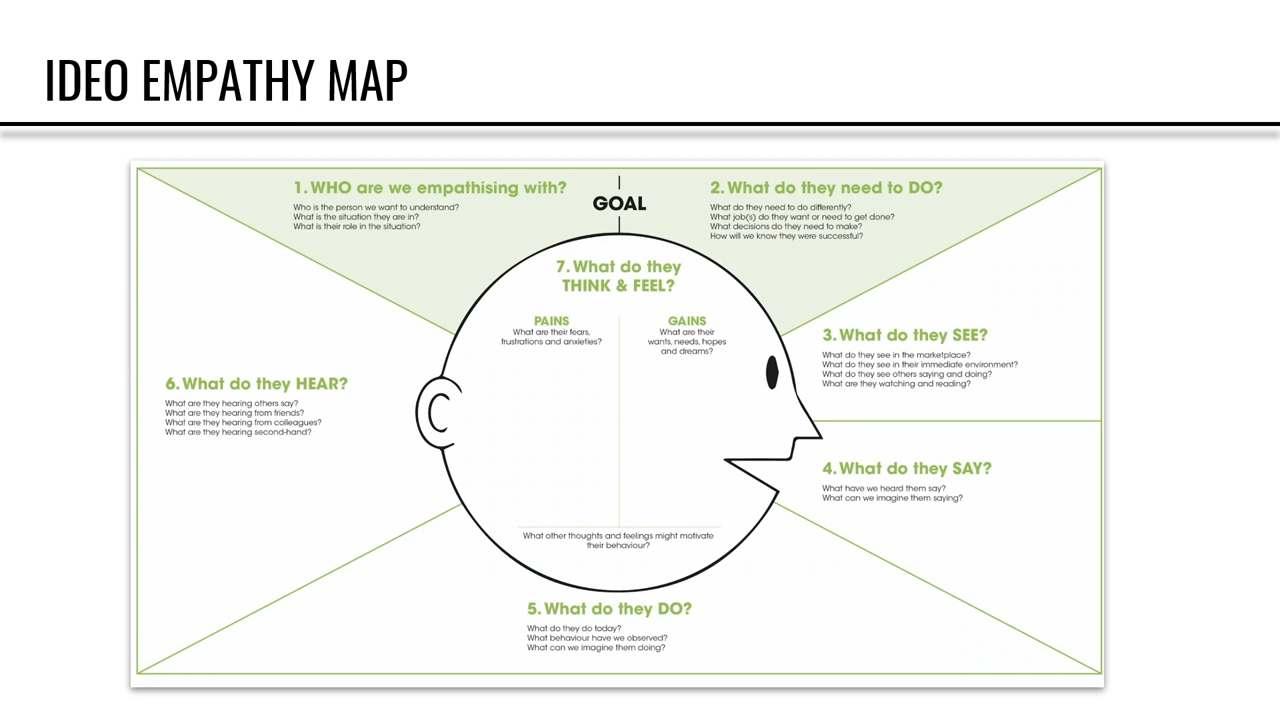 IDEO EMPATHY MAP
1. WHO are we empathising with?
Who is the person we want to understand?
What is the situation they are in?
What is their role in the situation?
GOAL
2. What do they need to DO?
What do they need to do differently?
What job(s) do they want or need to get done?
What decisions do they need to make?
How will we know they were successful?
7. What do they
THINK & FEEL?
PAINS
What are their fears,
frustrations and anxieties?
GAINS
What are their
wants, needs, hopes
and dreams?
What other thoughts and feelings might motivate
their behaviour?
3. What do they SEE?
What do they see in the marketplace?
What do they see in their immediate environment?
What do they see others saying and doing?
What are they watching and reading?
4. What do they SAY?
What have we heard them say?
What can we imagine them saying?
5. What do they DO?
What do they do today?
What behaviour have we observed?
What can we imagine them doing?
6. What do they HEAR?
What are they hearing others say?
What are they hearing from friends?
What are they hearing from colleagues?
What are they hearing second-hand?